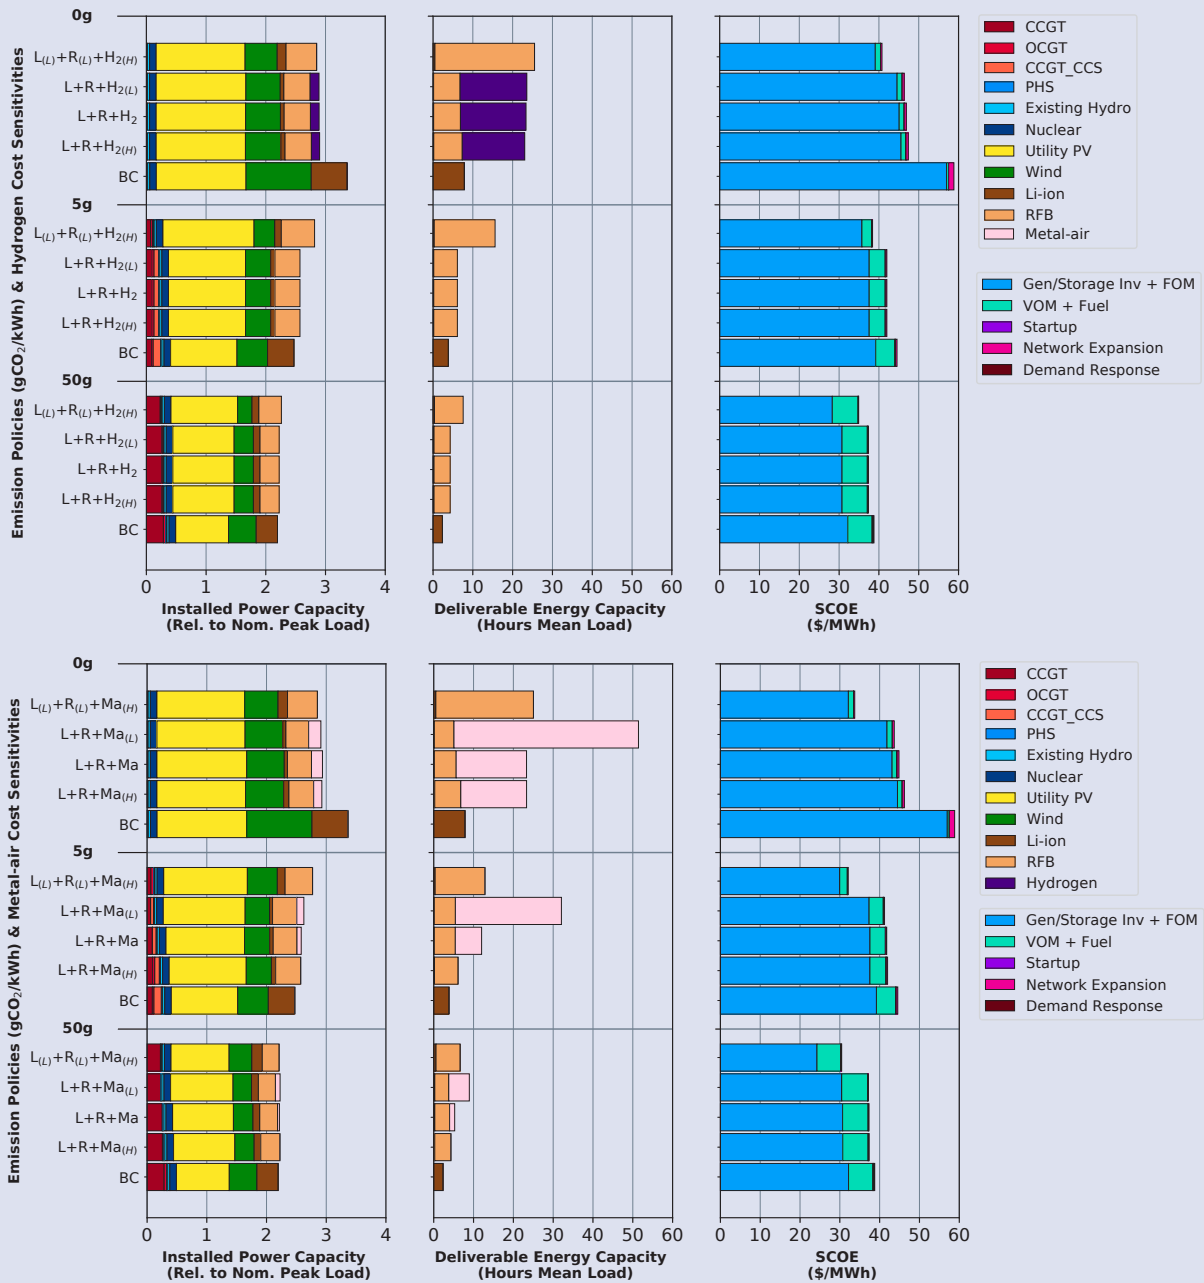 Emission Policies (gCO₂/kWh) & Hydrogen Cost Sensitivities
0g
L(L)+R(L)+H2(H)
L+R+H2(L)
L+R+H2
L+R+H2(H)
BC
5g
L(L)+R(L)+H2(H)
L+R+H2(L)
L+R+H2
L+R+H2(H)
BC
50g
L(L)+R(L)+H2(H)
L+R+H2(L)
L+R+H2
L+R+H2(H)
BC
0 1 2 3 4
Installed Power Capacity
(Rel. to Nom. Peak Load)
0 10 20 30 40 50 60
Deliverable Energy Capacity
(Hours Mean Load)
0 10 20 30 40 50 60
SCOE
($/MWh)
CCGT
OCGT
CCGT_CCS
PHS
Existing Hydro
Nuclear
Utility PV
Wind
Li-ion
RFB
Metal-air
Gen/Storage Inv + FOM
VOM + Fuel
Startup
Network Expansion
Demand Response
Emission Policies (gCO₂/kWh) & Metal-air Cost Sensitivities
0g
L(L)+R(L)+Ma(H)
L+R+Ma(L)
L+R+Ma
L+R+Ma(H)
BC
5g
L(L)+R(L)+Ma(H)
L+R+Ma(L)
L+R+Ma
L+R+Ma(H)
BC
50g
L(L)+R(L)+Ma(H)
L+R+Ma(L)
L+R+Ma
L+R+Ma(H)
BC
0 1 2 3 4
Installed Power Capacity
(Rel. to Nom. Peak Load)
0 10 20 30 40 50 60
Deliverable Energy Capacity
(Hours Mean Load)
0 10 20 30 40 50 60
SCOE
($/MWh)
CCGT
OCGT
CCGT_CCS
PHS
Existing Hydro
Nuclear
Utility PV
Wind
Li-ion
RFB
Hydrogen
Gen/Storage Inv + FOM
VOM + Fuel
Startup
Network Expansion
Demand Response